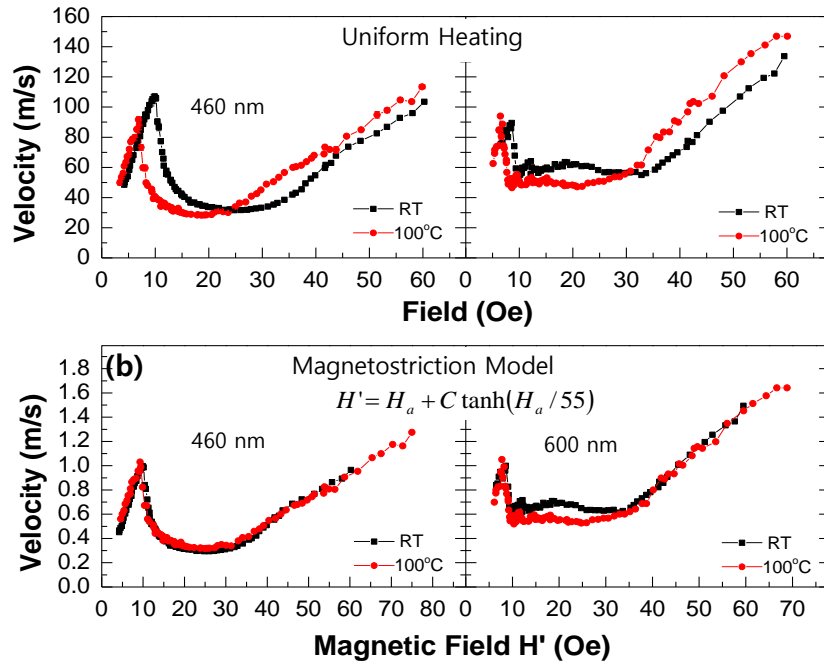 Uniform Heating
460 nm
Velocity (m/s)
160
140
120
100
80
60
40
20
0
RT
100°C
RT
100°C
0 10 20 30 40 50 60 0 10 20 30 40 50 60
Field (Oe)
(b) Magnetostriction Model
H' = H_a + C tanh(H_a / 55)
460 nm
600 nm
Velocity (m/s)
1.8
1.6
1.4
1.2
1.0
0.8
0.6
0.4
0.2
0.0
RT
100°C
RT
100°C
0 10 20 30 40 50 60 70 80 0 10 20 30 40 50 60 70
Magnetic Field H' (Oe)